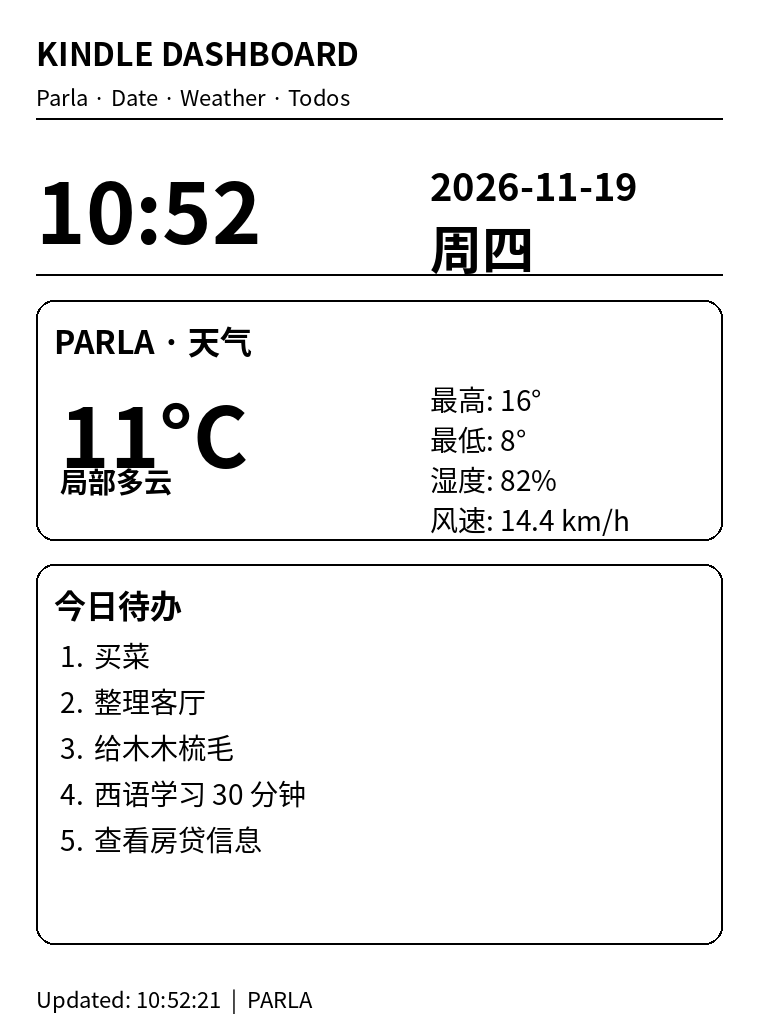 KINDLE DASHBOARD
Parla · Date · Weather · Todos
10:52
2026-11-19
周四
PARLA · 天气
11°C
局部多云
最高: 16°
最低: 8°
湿度: 82%
风速: 14.4 km/h
今日待办
1. 买菜
2. 整理客厅
3. 给木木梳毛
4. 西语学习 30 分钟
5. 查看房贷信息
Updated: 10:52:21 | PARLA